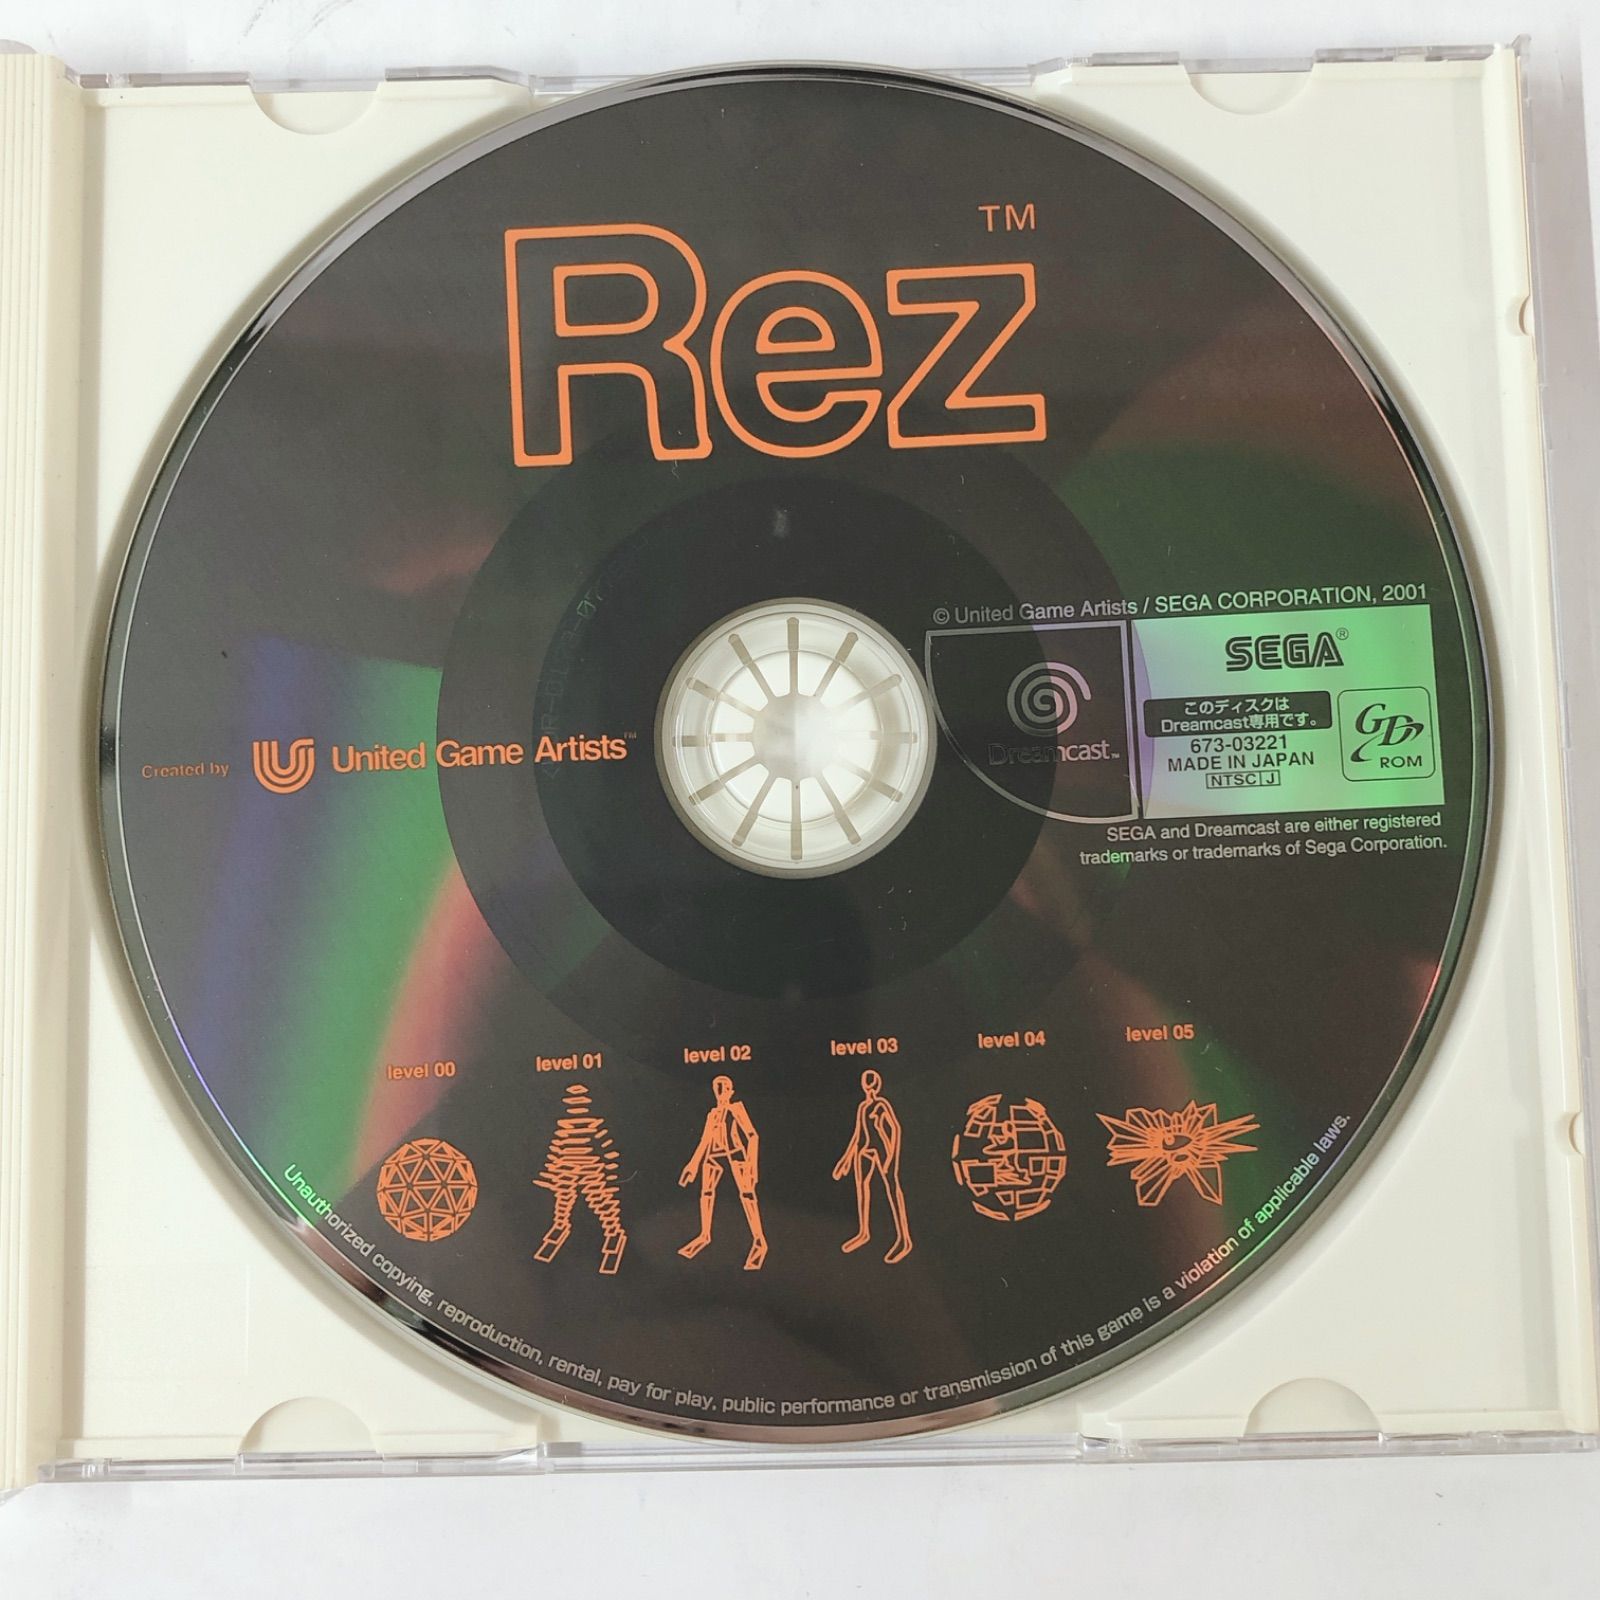 Rez™
© United Game Artists / SEGA CORPORATION, 2001
SEGA®
このディスクは
Dreamcast専用です。
673-03221
MADE IN JAPAN
NTSC J
GD ROM
Dreamcast™
SEGA and Dreamcast are either registered
trademarks or trademarks of Sega Corporation.
Created by United Game Artists™
level 00
level 01
level 02
level 03
level 04
level 05
Unauthorized copying, reproduction, rental, pay for play, public performance or transmission of this game is a violation of applicable laws.